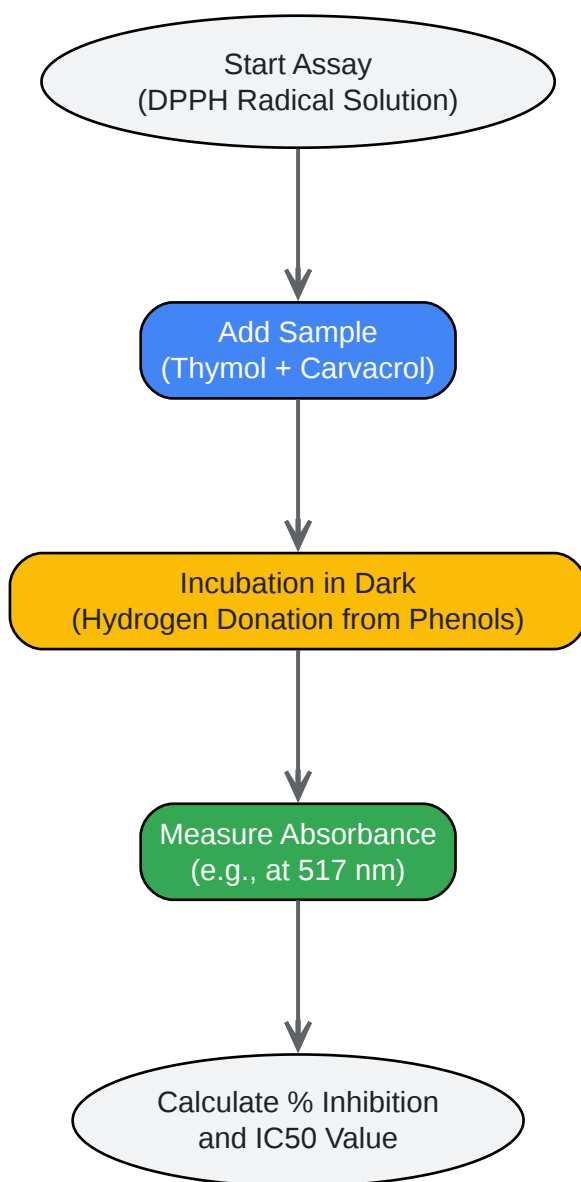 Start Assay
(DPPH Radical Solution)
Add Sample
(Thymol + Carvacrol)
Incubation in Dark
(Hydrogen Donation from Phenols)
Measure Absorbance
(e.g., at 517 nm)
Calculate % Inhibition
and IC50 Value